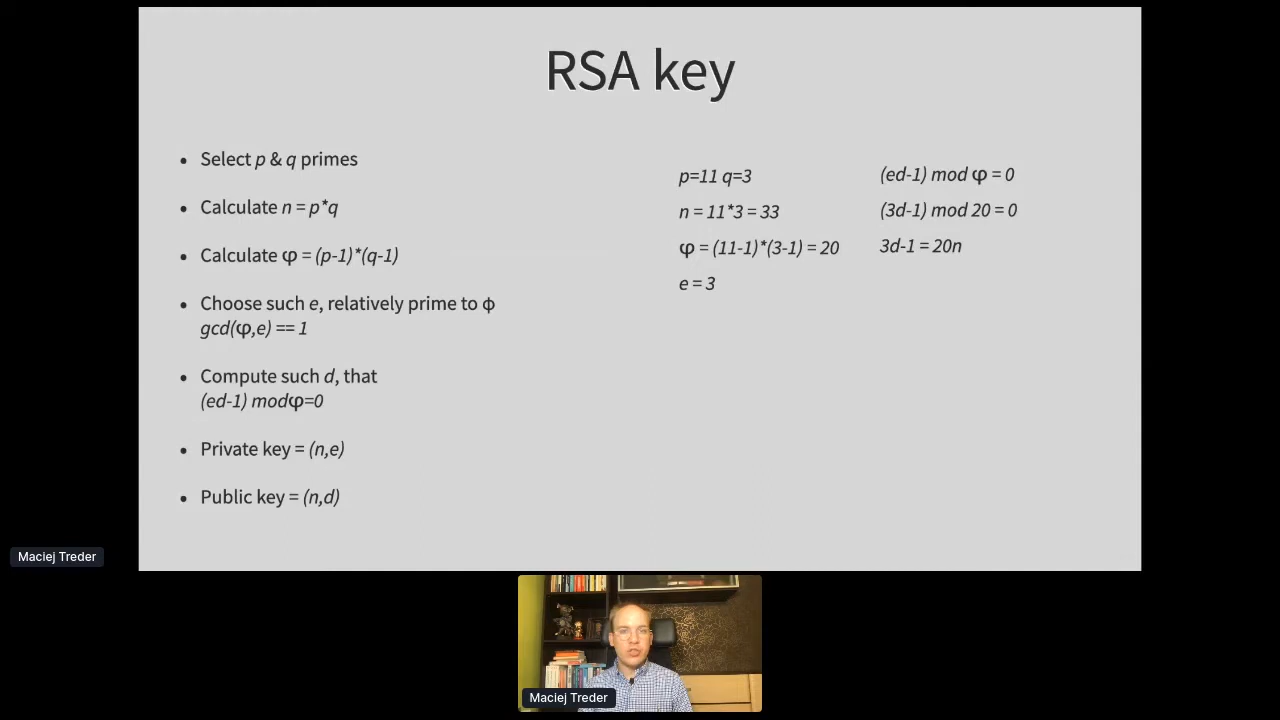 RSA key
• Select p & q primes
• Calculate n = p*q
• Calculate φ = (p-1)*(q-1)
• Choose such e, relatively prime to ϕ
gcd(φ,e) == 1
• Compute such d, that
(ed-1) modφ=0
• Private key = (n,e)
• Public key = (n,d)
p=11 q=3
n = 11*3 = 33
φ = (11-1)*(3-1) = 20
e = 3
(ed-1) mod φ = 0
(3d-1) mod 20 = 0
3d-1 = 20n
Maciej Treder
Maciej Treder